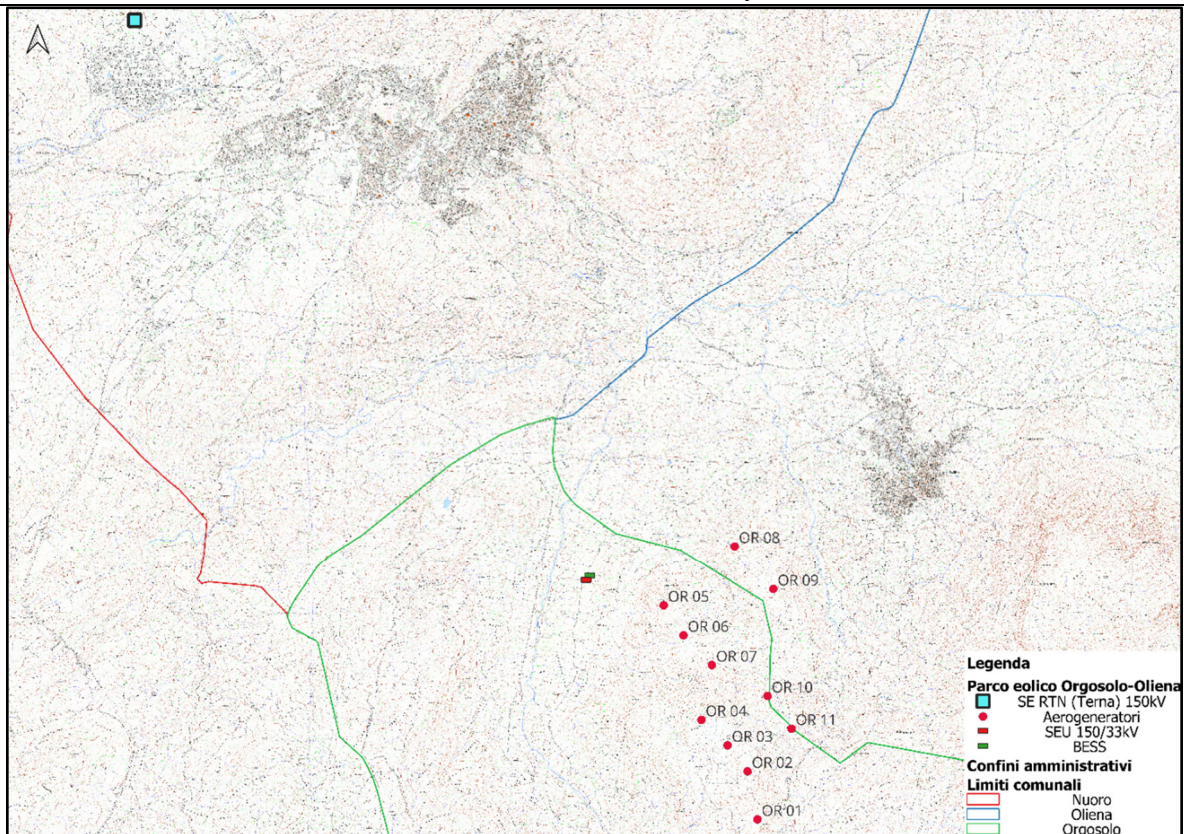 OR 08
OR 09
OR 05
OR 06
OR 07
OR 10
OR 04
OR 11
OR 03
OR 02
OR 01
Legenda
Parco eolico Orgosolo-Oliena
SE RTN (Terna) 150kV
Aerogeneratori
SEU 150/33kV
BESS
Confini amministrativi
Limiti comunali
Nuoro
Oliena
Orgosolo